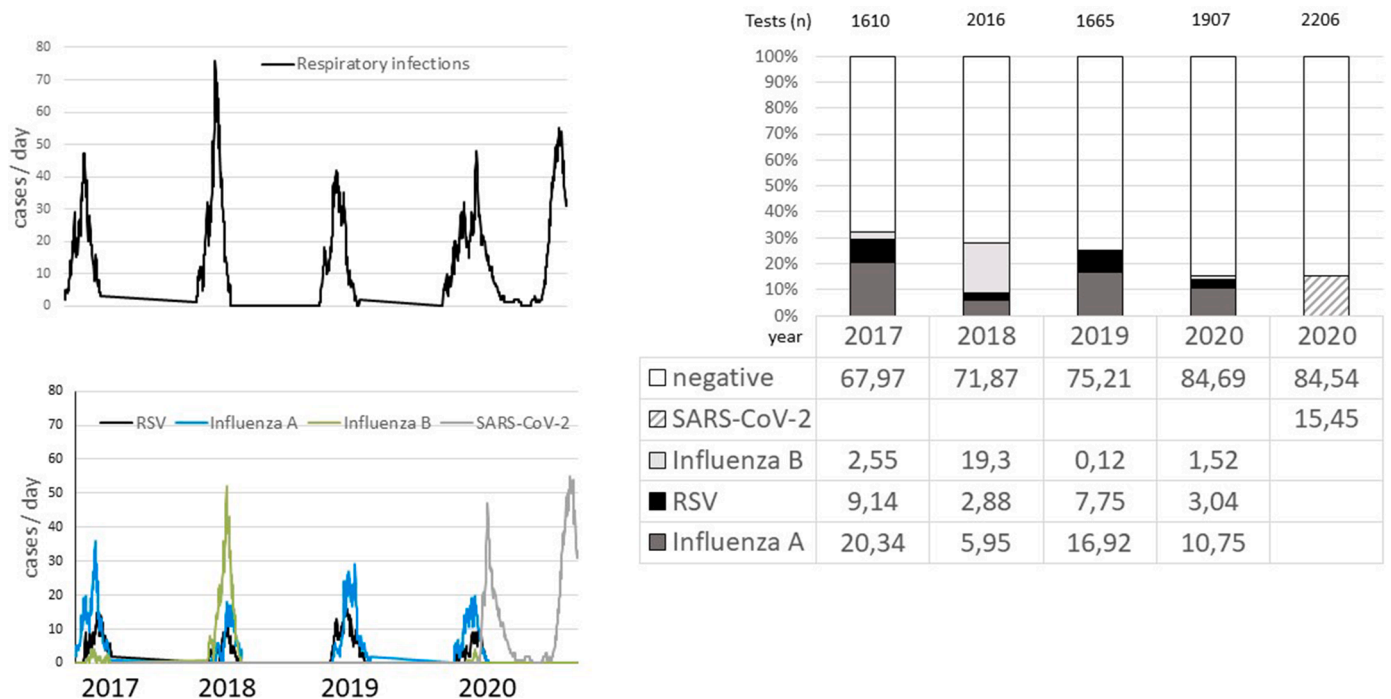 80
70
60
50
40
30
20
10
0
cases / day
Respiratory infections
80
70
60
50
40
30
20
10
0
cases / day
RSV Influenza A Influenza B SARS-CoV-2
2017 2018 2019 2020
Tests (n) 1610 2016 1665 1907 2206
100%
90%
80%
70%
60%
50%
40%
30%
20%
10%
0%
year 2017 2018 2019 2020 2020
negative 67,97 71,87 75,21 84,69 84,54
SARS-CoV-2 15,45
Influenza B 2,55 19,3 0,12 1,52
RSV 9,14 2,88 7,75 3,04
Influenza A 20,34 5,95 16,92 10,75